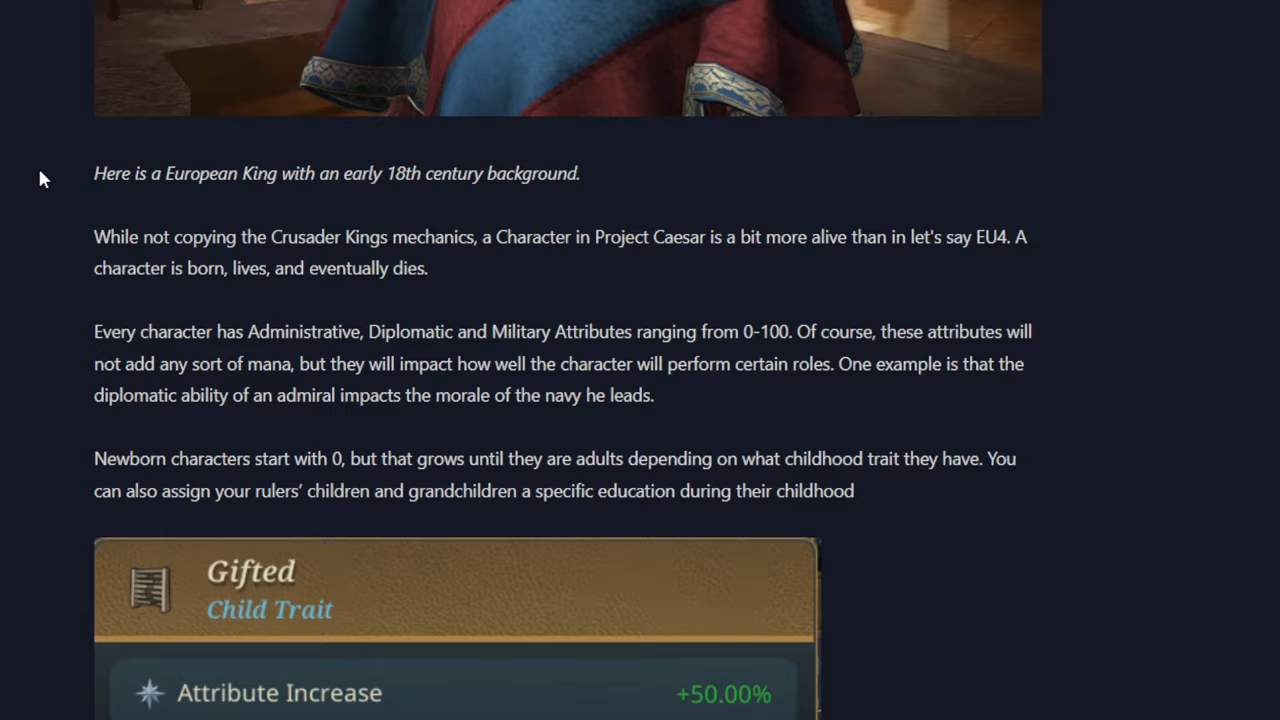 Here is a European King with an early 18th century background.
While not copying the Crusader Kings mechanics, a Character in Project Caesar is a bit more alive than in let's say EU4. A
character is born, lives, and eventually dies.
Every character has Administrative, Diplomatic and Military Attributes ranging from 0-100. Of course, these attributes will
not add any sort of mana, but they will impact how well the character will perform certain roles. One example is that the
diplomatic ability of an admiral impacts the morale of the navy he leads.
Newborn characters start with 0, but that grows until they are adults depending on what childhood trait they have. You
can also assign your rulers’ children and grandchildren a specific education during their childhood
Gifted
Child Trait
Attribute Increase +50.00%